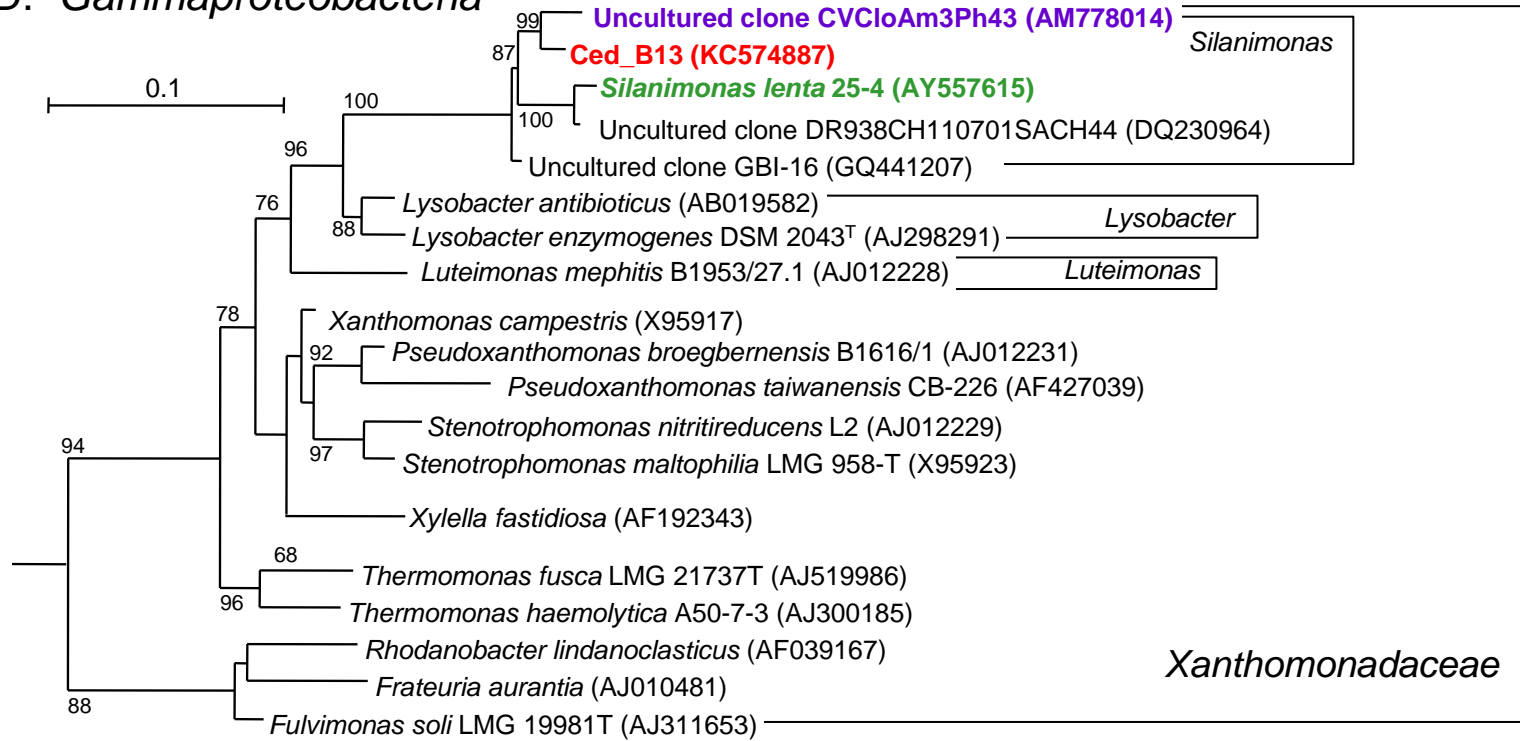 Gammaproteobacteria
99
Uncultured clone CVCloAm3Ph43 (AM778014)
Silanimonas
87
Ced_B13 (KC574887)
0.1
Silanimonas lenta 25-4 (AY557615)
100
100
Uncultured clone DR938CH110701SACH44 (DQ230964)
96
Uncultured clone GBI-16 (GQ441207)
76
Lysobacter antibioticus (AB019582)
Lysobacter
88
Lysobacter enzymogenes DSM 2043ᵀ (AJ298291)
Luteimonas mephitis B1953/27.1 (AJ012228)
Luteimonas
78
Xanthomonas campestris (X95917)
92
Pseudoxanthomonas broegbernensis B1616/1 (AJ012231)
Pseudoxanthomonas taiwanensis CB-226 (AF427039)
Stenotrophomonas nitritireducens L2 (AJ012229)
94
97
Stenotrophomonas maltophilia LMG 958-T (X95923)
Xylella fastidiosa (AF192343)
68
Thermomonas fusca LMG 21737T (AJ519986)
96
Thermomonas haemolytica A50-7-3 (AJ300185)
Rhodanobacter lindanoclasticus (AF039167)
Xanthomonadaceae
Frateuria aurantia (AJ010481)
88
Fulvimonas soli LMG 19981T (AJ311653)